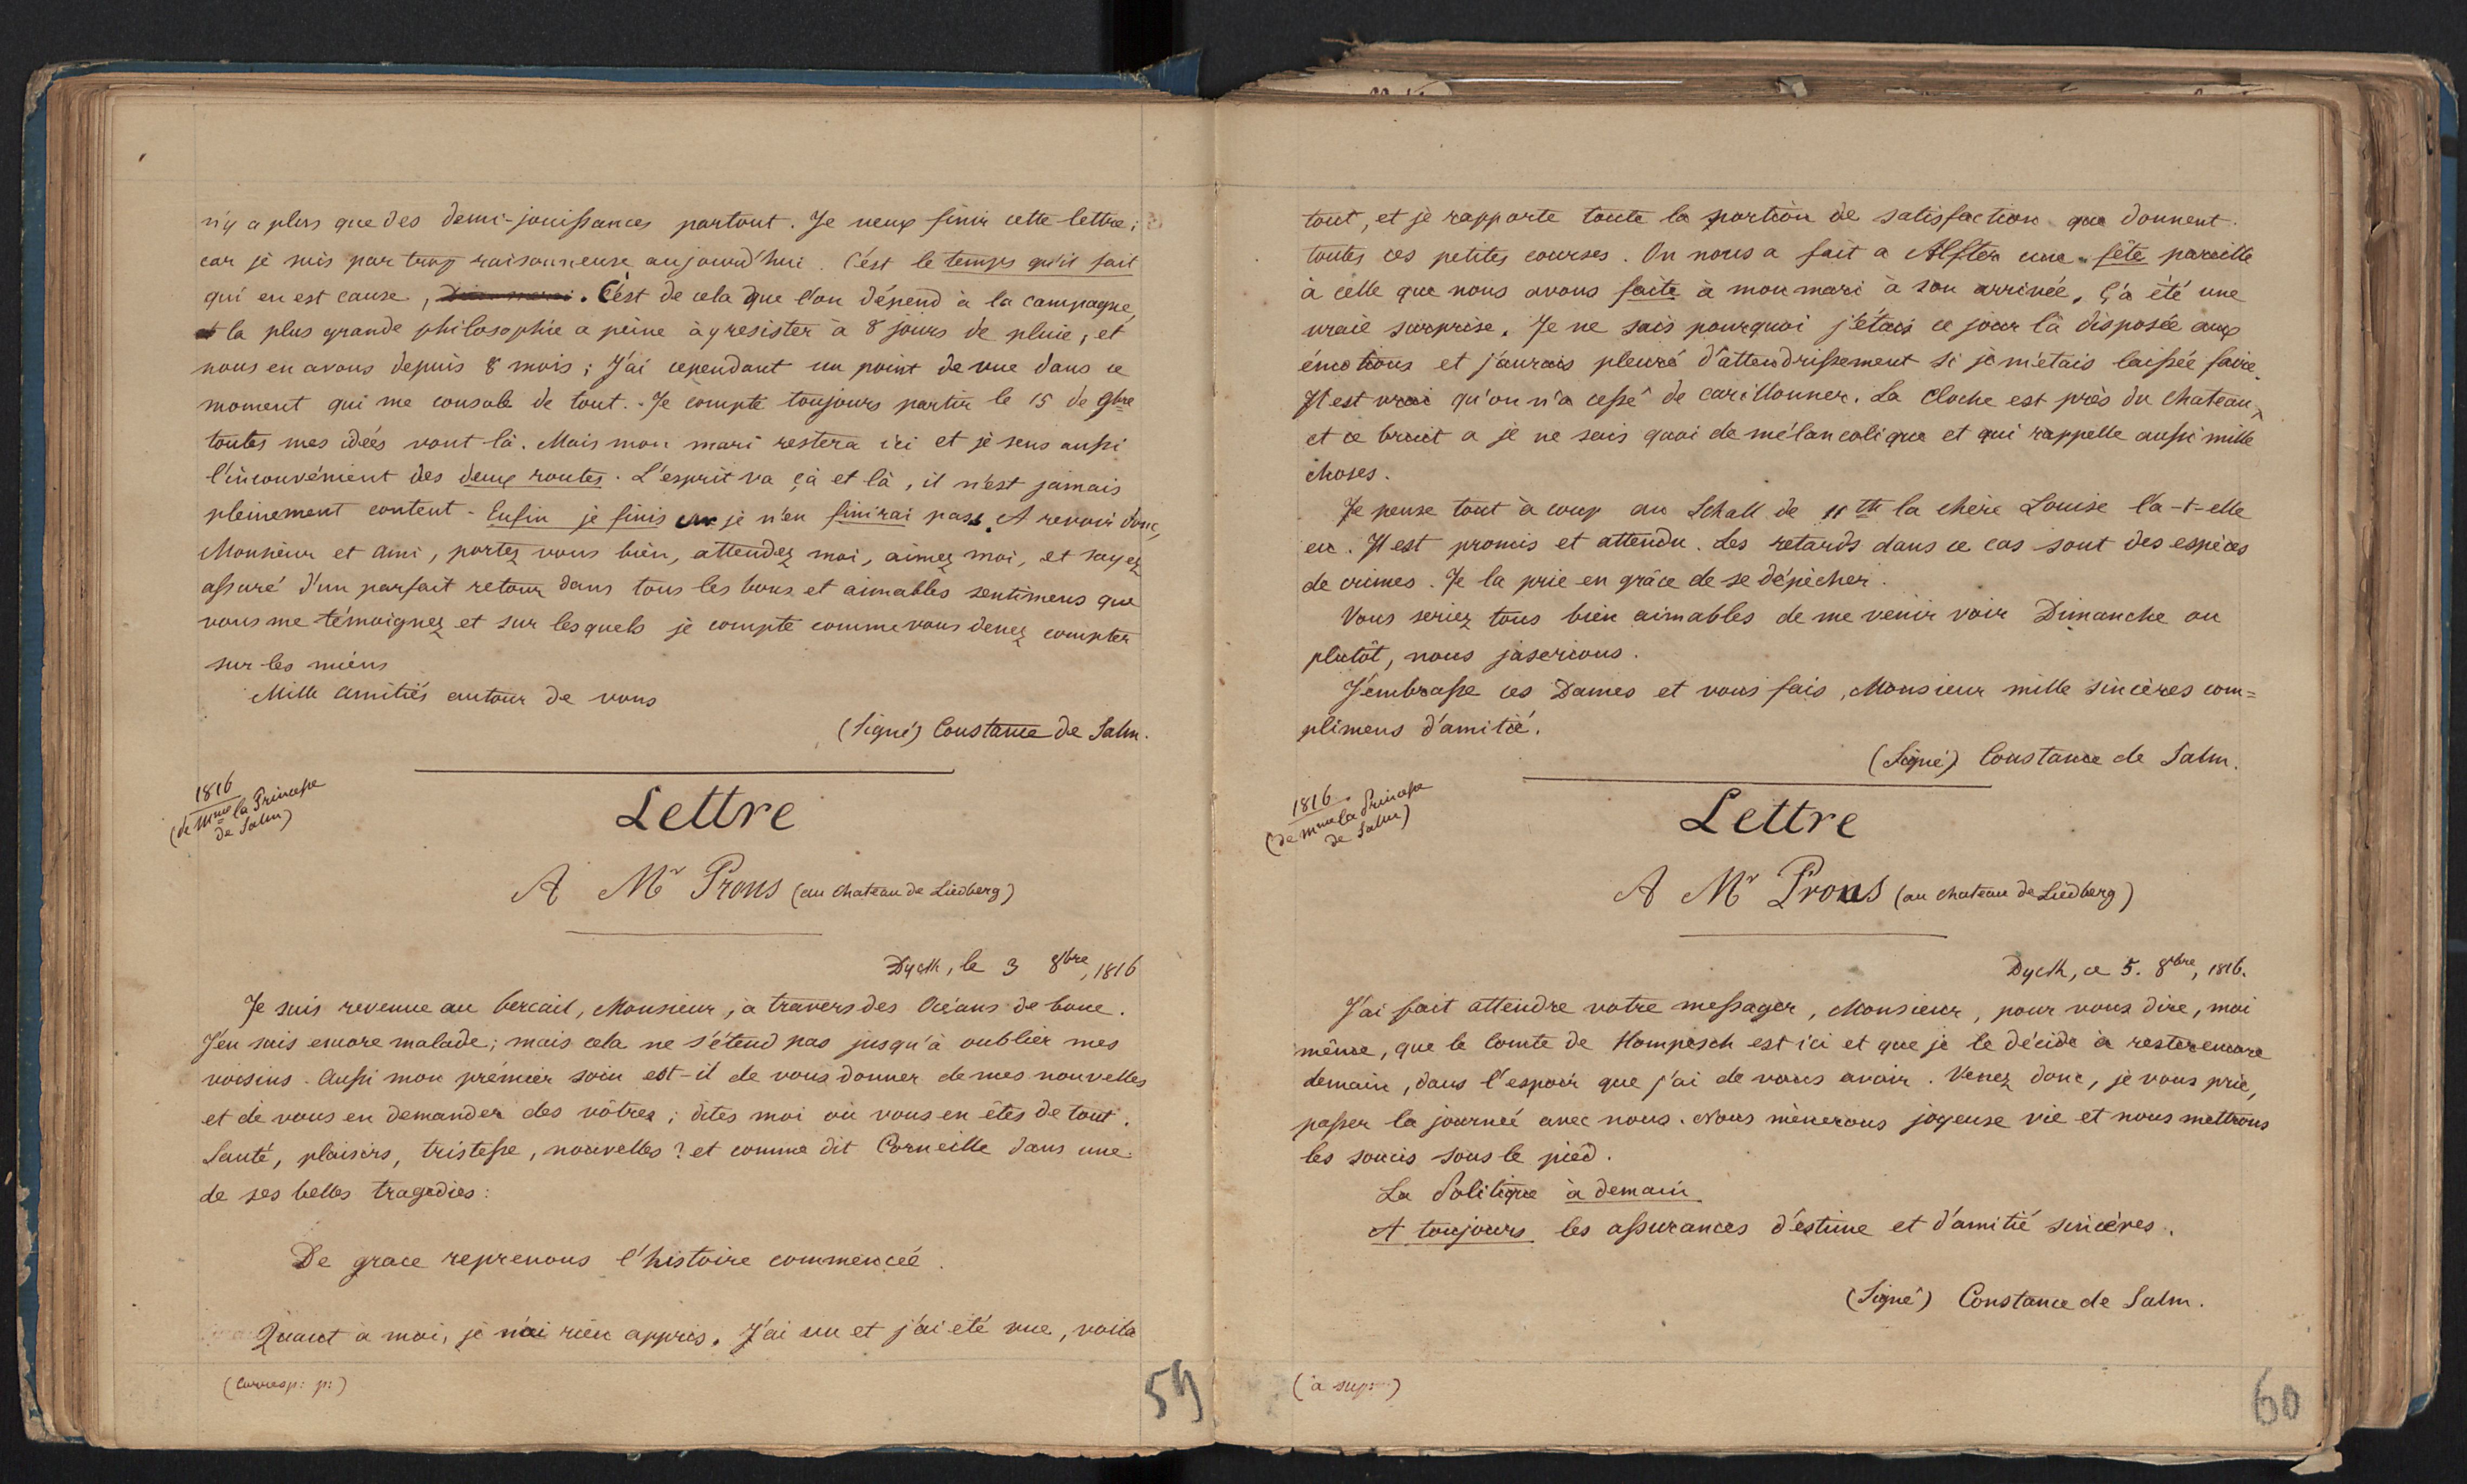 n'y a plus que des demi-jouissances partout. Je veux finir cette lettre;
car je suis par trop raisonneuse aujourd'hui. C'est le temps qu'il fait
qui en est cause, . C'est de cela que l'on dépend à la campagne,
la plus grande philosophie a peine à y resister à 8 jours de pluie, et
nous en avons depuis 8 mois; J'ai cependant un point de vue dans ce
moment qui me console de tout. Je compte toujours partir le 15 de 9bre
toutes mes idées vont là. Mais mon mari restera ici et je sens aussi
l'inconvénient des deux routes. L'esprit va çà et là, il n'est jamais
pleinement content. Enfin je finis car je n'en finirai pas. A revoir donc,
Monsieur et ami, portez vous bien, attendez moi, aimez moi, et soyez
assuré d'un parfait retour dans tous les bons et aimables sentimens que
vous me témoignez et sur lesquels je compte comme vous devez compter
sur les miens
Mille amitiés autour de vous
(Signé) Constance de Salm.
1816
(de Mme la Princesse
de Salm)
Lettre
A Mr Prous (au chateau de Liedberg)
Dyck, le 3 8bre, 1816
Je suis revenue au bercail, Monsieur, à travers des Océans de boue.
J'en suis encore malade; mais cela ne s'étend pas jusqu'à oublier mes
voisins. Aussi mon premier soin est-il de vous donner de mes nouvelles
et de vous en demander des vôtres; dites moi où vous en êtes de tout.
Santé, plaisirs, tristesse, nouvelles? et comme dit Corneille dans une
de ses belles tragedies:
De grace reprenons l'histoire commencée.
Quant à moi, je n'ai rien appris. J'ai vu et j'ai été vue, voila
(Corresp: p:)
59
tout, et je rapporte toute la portion de satisfaction que donnent
toutes ces petites courses. On nous a fait a Alfter une fête pareille
à celle que nous avons faite à mon mari à son arrivée. Ç'a été une
vraie surprise. Je ne sais pourquoi j'étais ce jour là disposée aux
émotions et j'aurais pleuré d'attendrissement si je m'étais laissée faire.
Il est vrai qu'on n'a cessé de carillonner. La cloche est près du chateau,
et ce bruit a je ne sais quoi de mélancolique et qui rappelle aussi mille
choses.
Je pense tout à coup au Schall de 11 th la chère Louise l'a-t-elle
eu. Il est promis et attendu. Les retards dans ce cas sont des espèces
de crimes. Je la prie en grâce de se dépêcher.
Vous seriez tous bien aimables de me venir voir Dimanche ou
plutôt, nous jaserions.
J'embrasse ces Dames et vous fais, Monsieur mille sincères com=
plimens d'amitié.
(Signé) Constance de Salm.
1816.
(de Mme la Princesse
de Salm)
Lettre
A Mr Prous (au chateau de Liedberg)
Dyck, ce 5. 8bre, 1816.
J'ai fait attendre votre messager, Monsieur, pour vous dire, moi
même, que le Comte de Hompesch est ici et que je le décide à rester encore
demain, dans l'espoir que j'ai de vous avoir. Venez donc, je vous prie,
passer la journée avec nous. Nous mènerons joyeuse vie et nous mettrons
les soucis sous le pied.
La Politique à demain
A toujours les assurances d'estime et d'amitié sincères.
(Signé) Constance de Salm.
(à sup:)
60